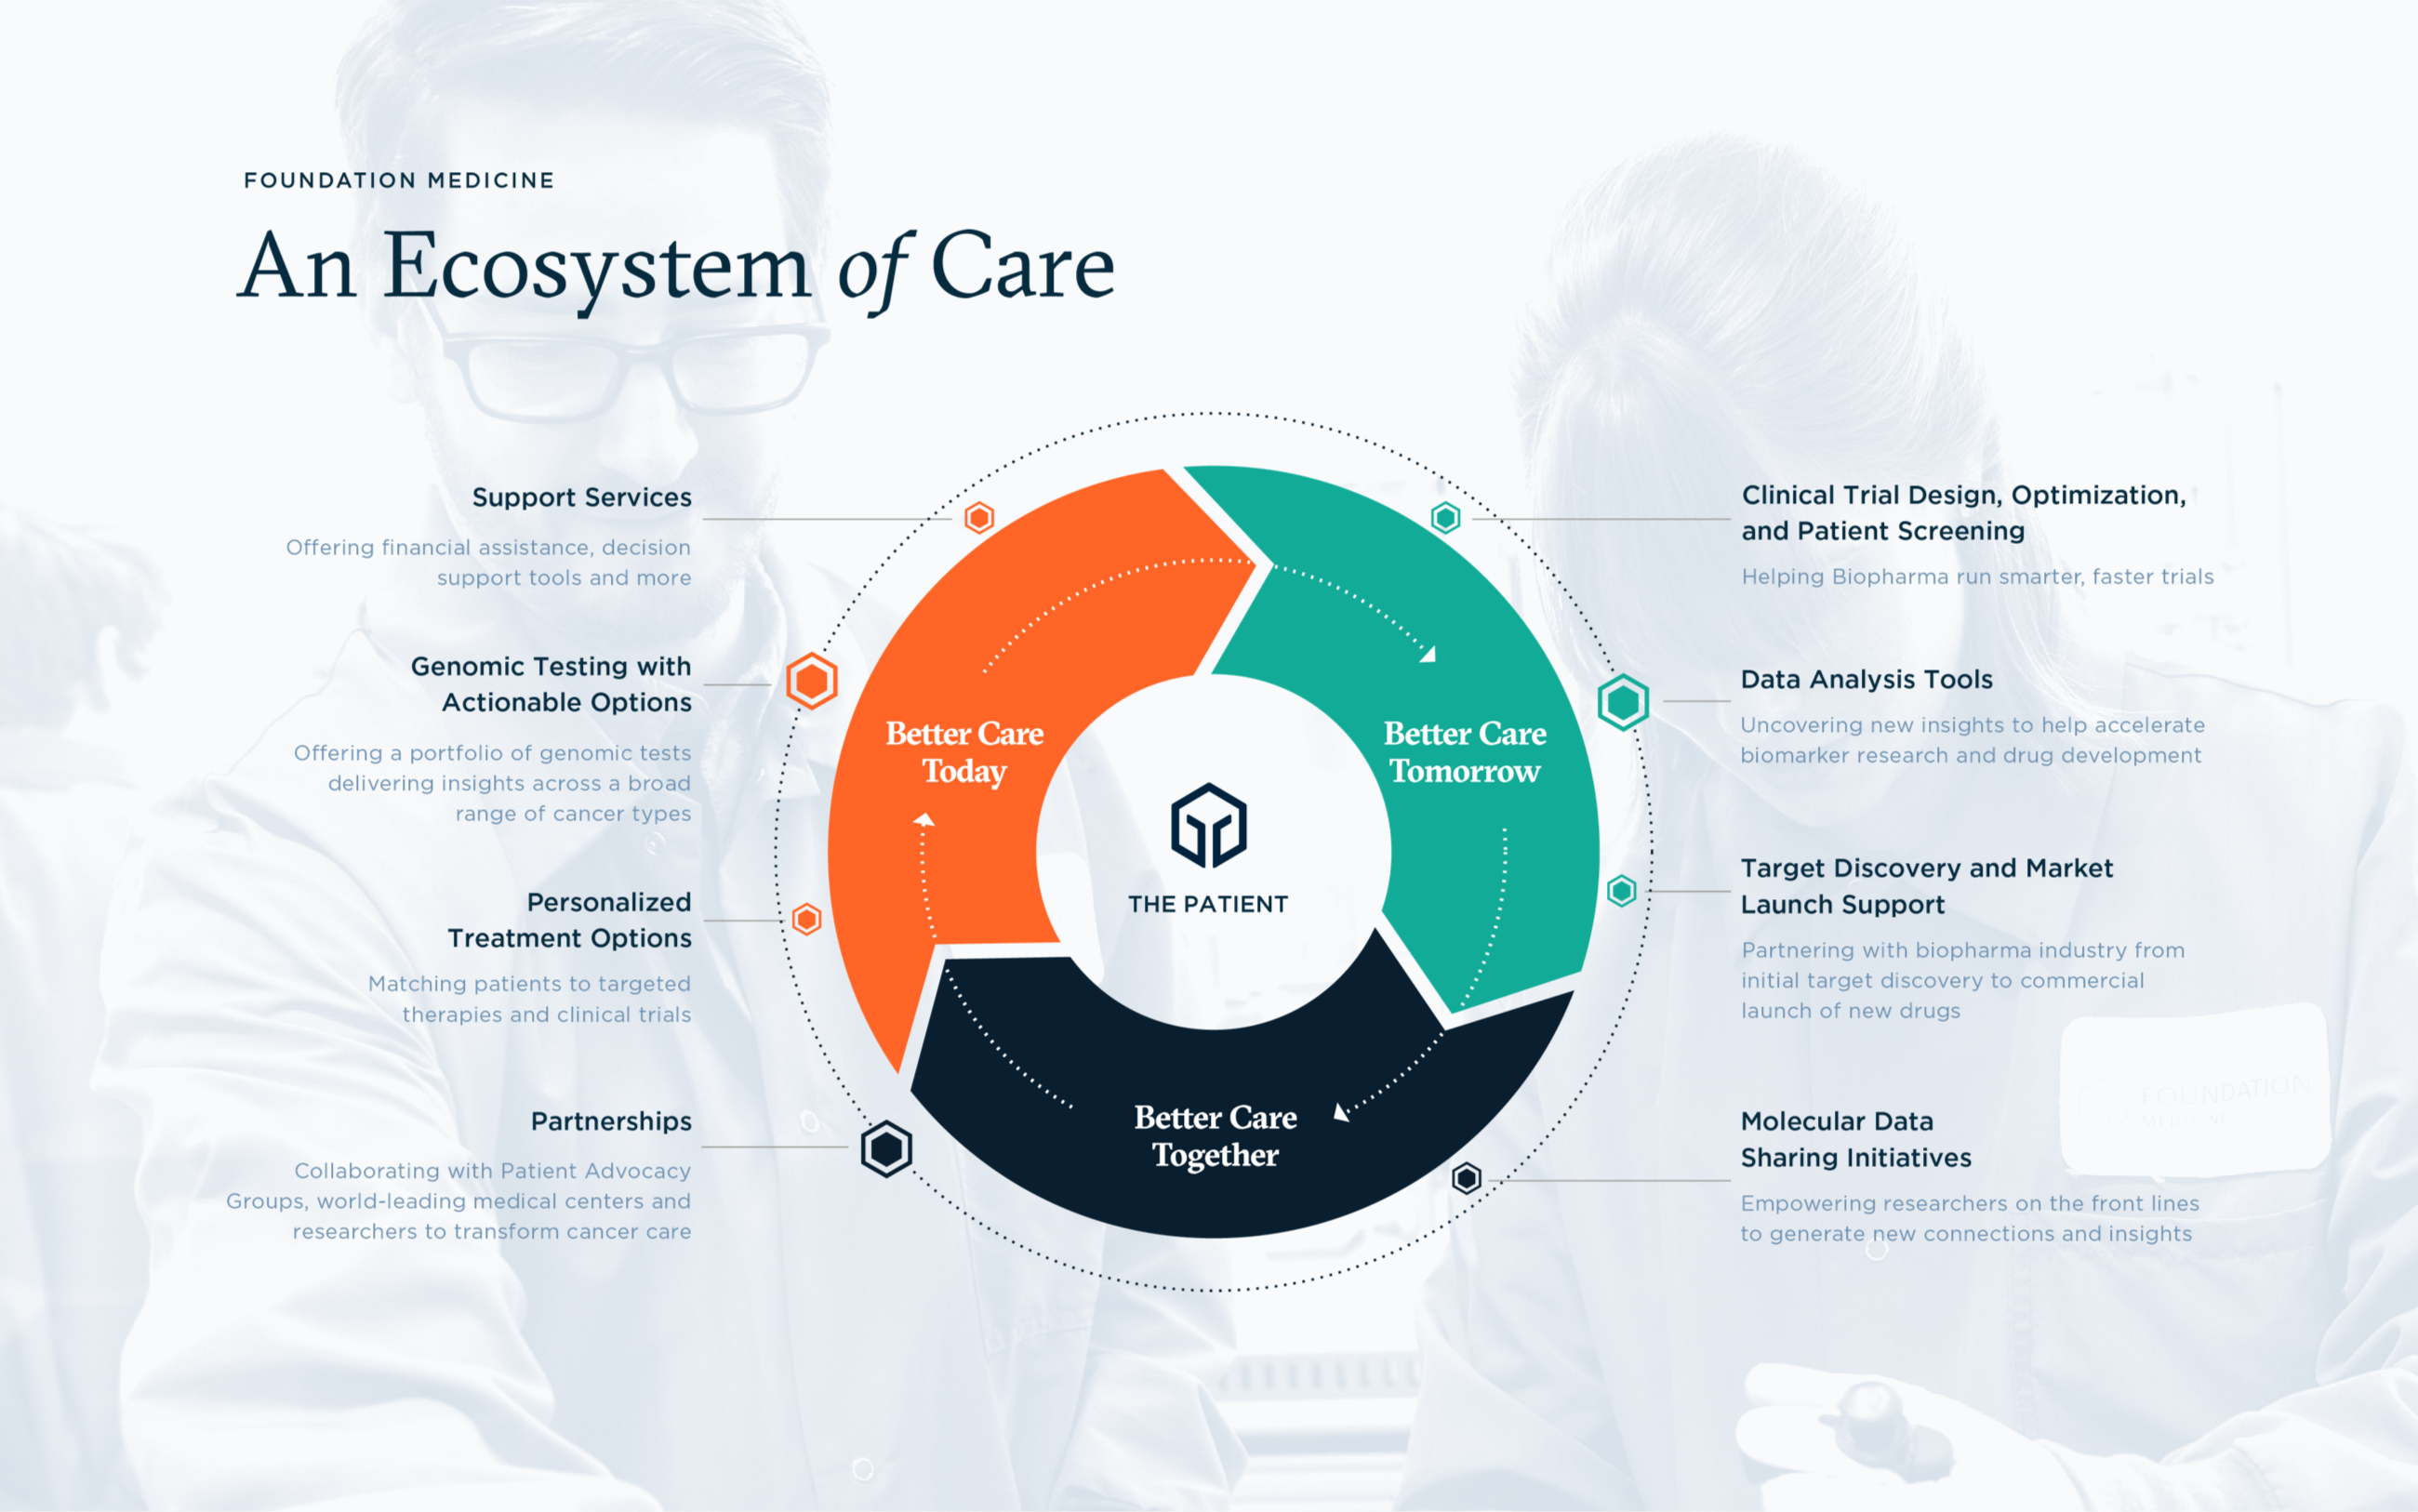 FOUNDATION MEDICINE
An Ecosystem of Care
Support Services
Offering financial assistance, decision
support tools and more
Genomic Testing with
Actionable Options
Offering a portfolio of genomic tests
delivering insights across a broad
range of cancer types
Personalized
Treatment Options
Matching patients to targeted
therapies and clinical trials
Partnerships
Collaborating with Patient Advocacy
Groups, world-leading medical centers and
researchers to transform cancer care
Better Care
Today
Better Care
Tomorrow
THE PATIENT
Better Care
Together
Clinical Trial Design, Optimization,
and Patient Screening
Helping Biopharma run smarter, faster trials
Data Analysis Tools
Uncovering new insights to help accelerate
biomarker research and drug development
Target Discovery and Market
Launch Support
Partnering with biopharma industry from
initial target discovery to commercial
launch of new drugs
Molecular Data
Sharing Initiatives
Empowering researchers on the front lines
to generate new connections and insights
FOUNDATION
MEDICINE